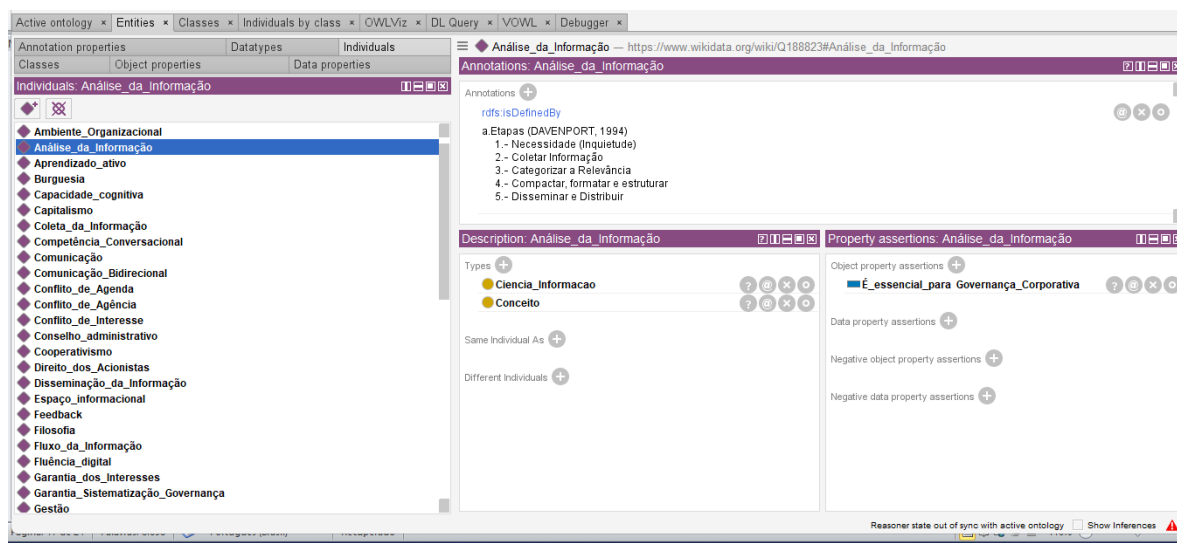 Active ontology × Entities × Classes × Individuals by class × OWLViz × DL Query × VOWL × Debugger ×
Annotation properties Datatypes Individuals
Classes Object properties Data properties
Individuals: Análise_da_Informação
Ambiente_Organizacional
Análise_da_Informação
Aprendizado_ativo
Burguesia
Capacidade_cognitiva
Capitalismo
Coleta_da_Informação
Competência_Conversacional
Comunicação
Comunicação_Bidirecional
Conflito_de_Agenda
Conflito_de_Agência
Conflito_de_Interesse
Conselho_administrativo
Cooperativismo
Direito_dos_Acionistas
Disseminação_da_Informação
Espaço_informacional
Feedback
Filosofia
Fluxo_da_Informação
Fluência_digital
Garantia_dos_Interesses
Garantia_Sistematização_Governança
Gestão
Análise_da_Informação — https://www.wikidata.org/wiki/Q188823#Análise_da_Informação
Annotations: Análise_da_Informação
Annotations
rdfs:isDefinedBy
a.Etapas (DAVENPORT, 1994)
1.- Necessidade (Inquietude)
2.- Coletar Informação
3.- Categorizar a Relevância
4.- Compactar, formatar e estruturar
5.- Disseminar e Distribuir
Description: Análise_da_Informação
Types
Ciencia_Informacao
Conceito
Same Individual As
Different Individuals
Property assertions: Análise_da_Informação
Object property assertions
É_essencial_para Governança_Corporativa
Data property assertions
Negative object property assertions
Negative data property assertions
Reasoner state out of sync with active ontology Show Inferences